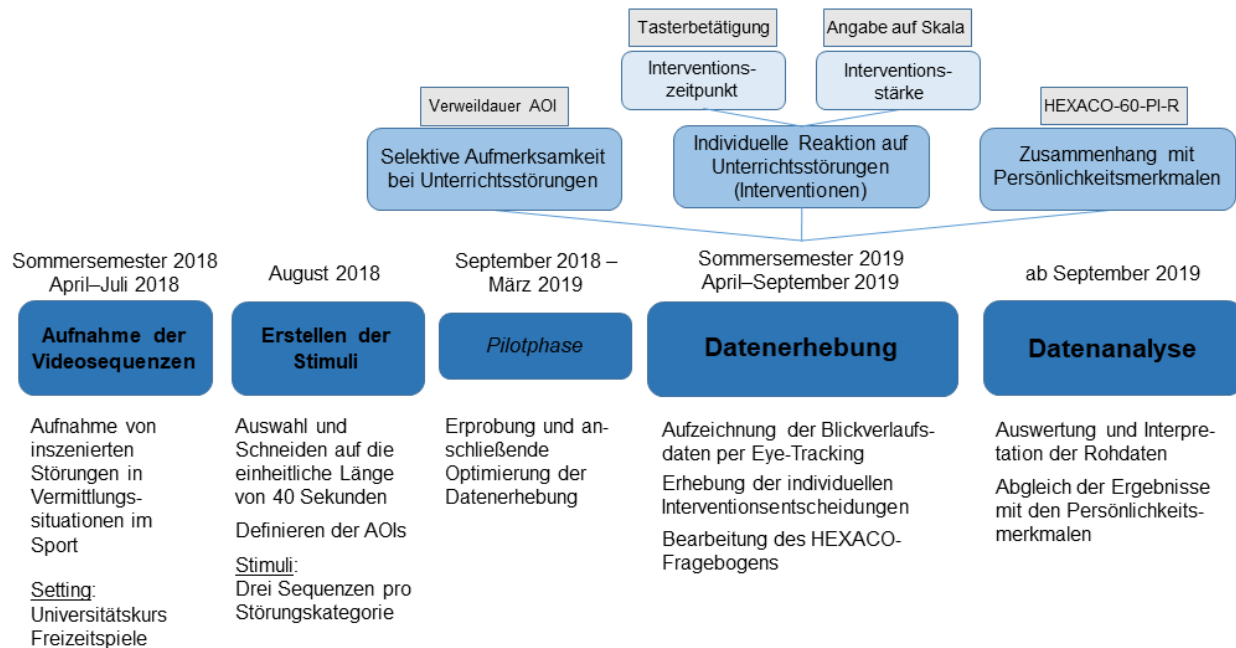 Tasterbetätigung
Angabe auf Skala
Interventions-
zeitpunkt
Interventions-
stärke
Verweildauer AOI
HEXACO-60-PI-R
Selektive Aufmerksamkeit
bei Unterrichtsstörungen
Individuelle Reaktion auf
Unterrichtsstörungen
(Interventionen)
Zusammenhang mit
Persönlichkeitsmerkmalen
Sommersemester 2018
April–Juli 2018
August 2018
September 2018 –
März 2019
Sommersemester 2019
April–September 2019
ab September 2019
Aufnahme der
Videosequenzen
Erstellen der
Stimuli
Pilotphase
Datenerhebung
Datenanalyse
Aufnahme von
inszenierten
Störungen in
Vermittlungs-
situationen im
Sport
Setting:
Universitätskurs
Freizeitspiele
Auswahl und
Schneiden auf die
einheitliche Länge
von 40 Sekunden
Definieren der AOIs
Stimuli:
Drei Sequenzen pro
Störungskategorie
Erprobung und an-
schließende
Optimierung der
Datenerhebung
Aufzeichnung der Blickverlaufs-
daten per Eye-Tracking
Erhebung der individuellen
Interventionsentscheidungen
Bearbeitung des HEXACO-
Fragebogens
Auswertung und Interpre-
tation der Rohdaten
Abgleich der Ergebnisse
mit den Persönlichkeits-
merkmalen